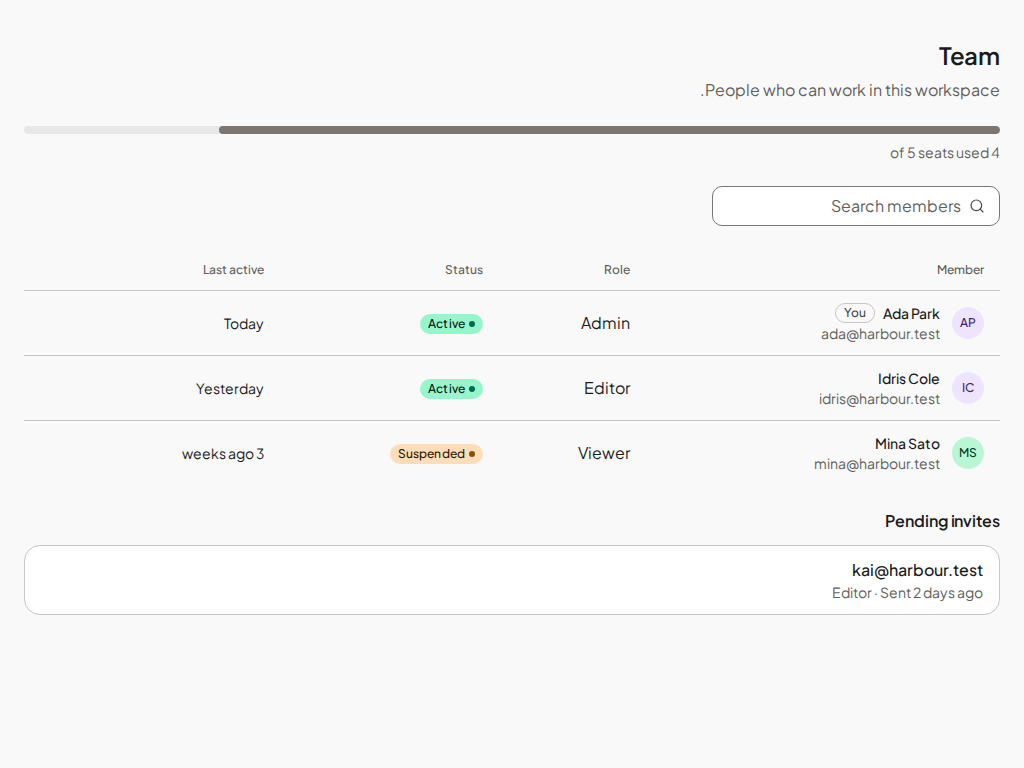 Team
.People who can work in this workspace
of 5 seats used 4
Search members
Member Role Status Last active
AP Ada Park You ada@harbour.test Admin Active Today
IC Idris Cole idris@harbour.test Editor Active Yesterday
MS Mina Sato mina@harbour.test Viewer Suspended weeks ago 3
Pending invites
kai@harbour.test
Editor · Sent 2 days ago